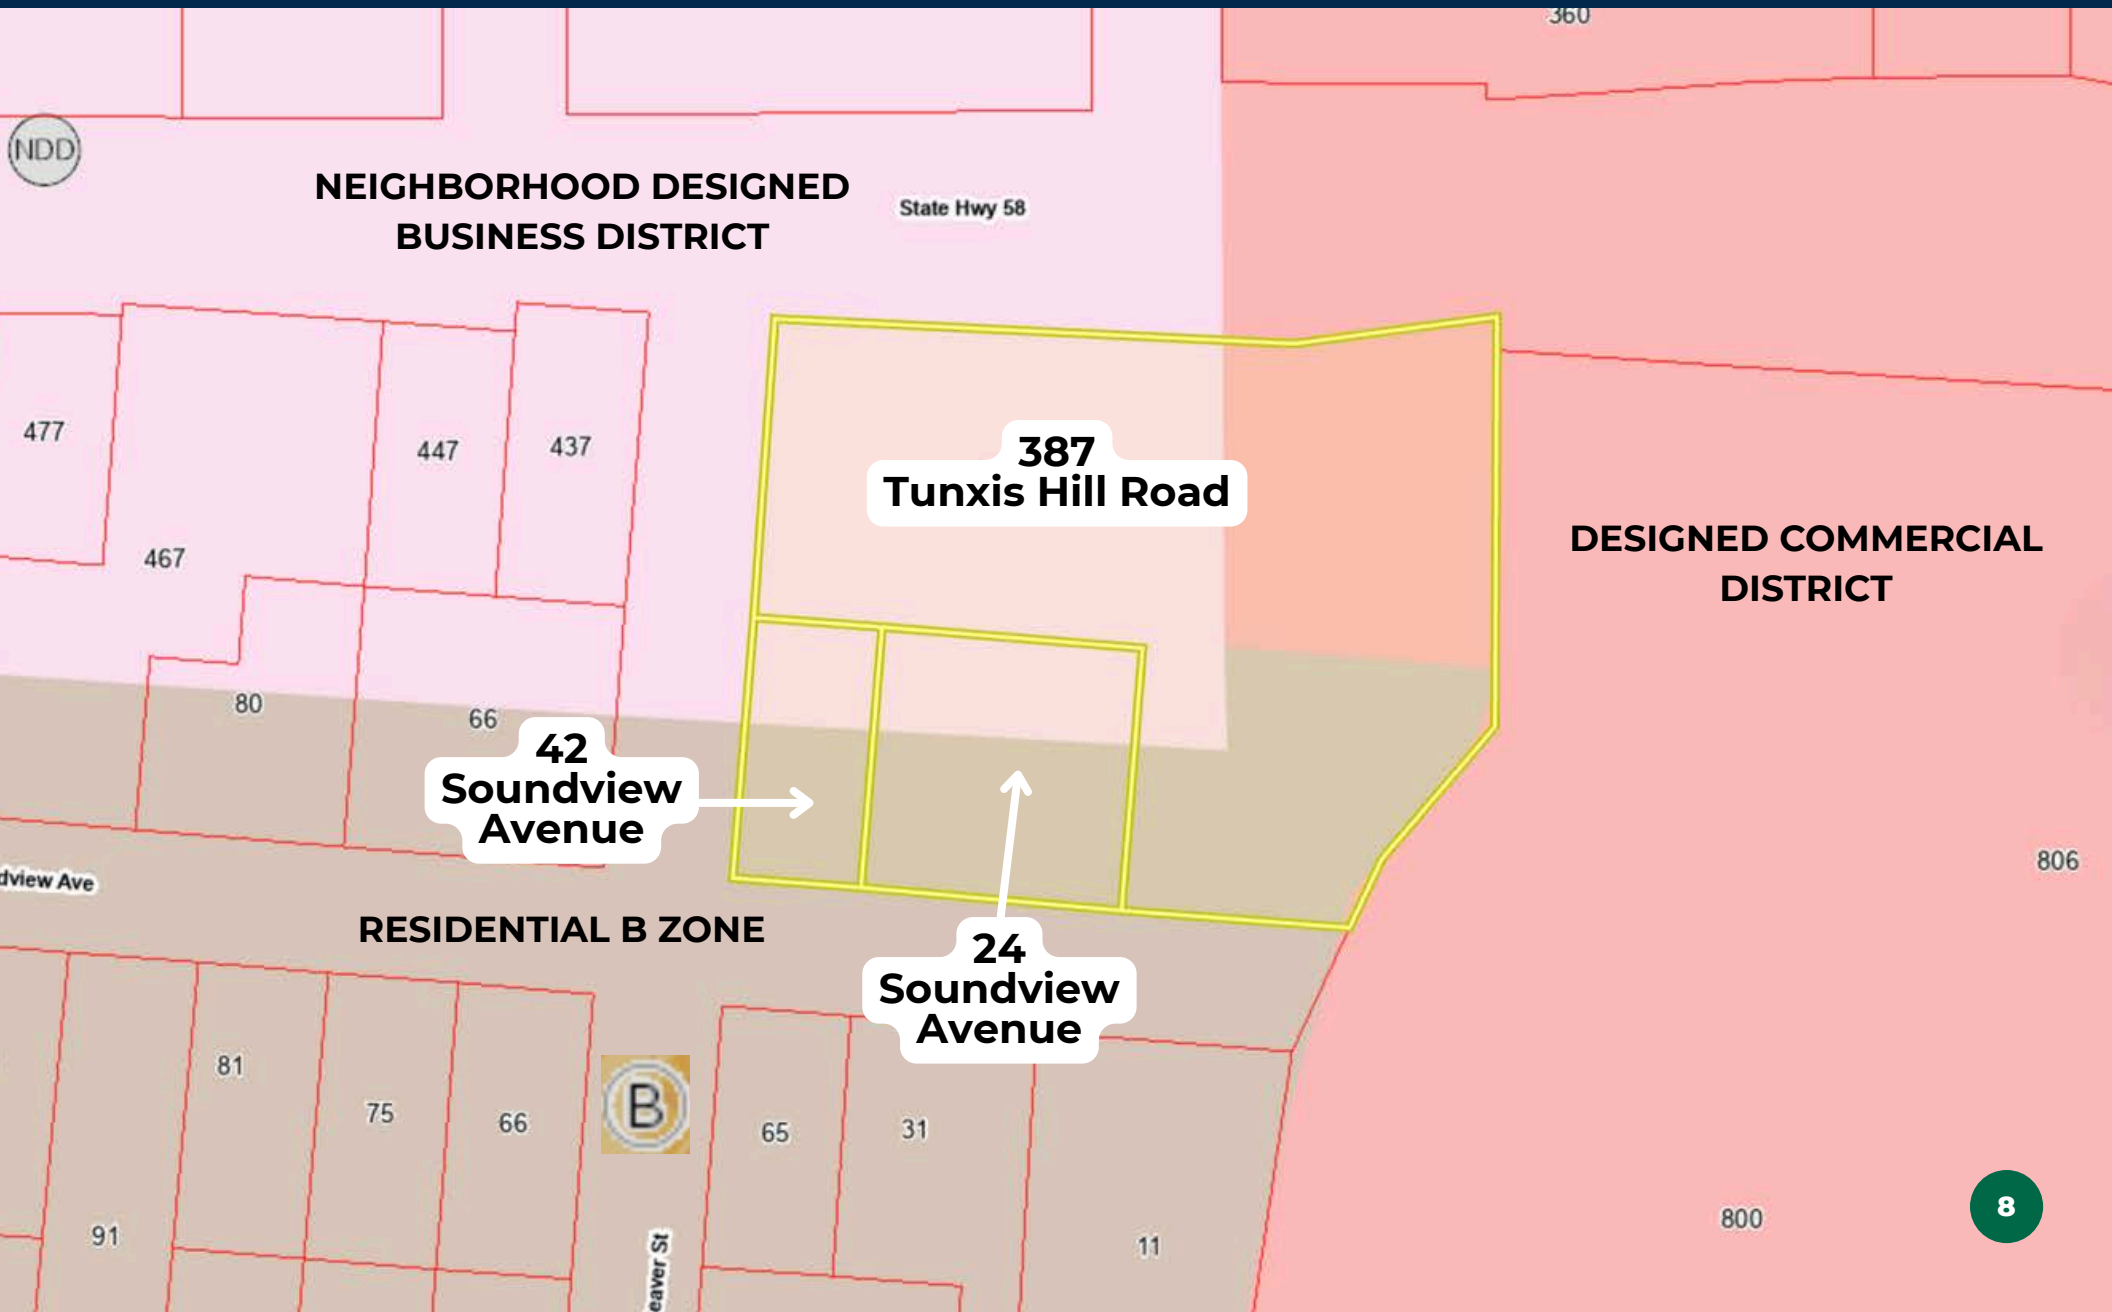 360
NDD
NEIGHBORHOOD DESIGNED
BUSINESS DISTRICT
State Hwy 58
477
447
437
387
Tunxis Hill Road
467
DESIGNED COMMERCIAL
DISTRICT
80
66
42
Soundview
Avenue
806
dview Ave
RESIDENTIAL B ZONE
24
Soundview
Avenue
81
75
66
B
65
31
91
eaver St
11
800
8